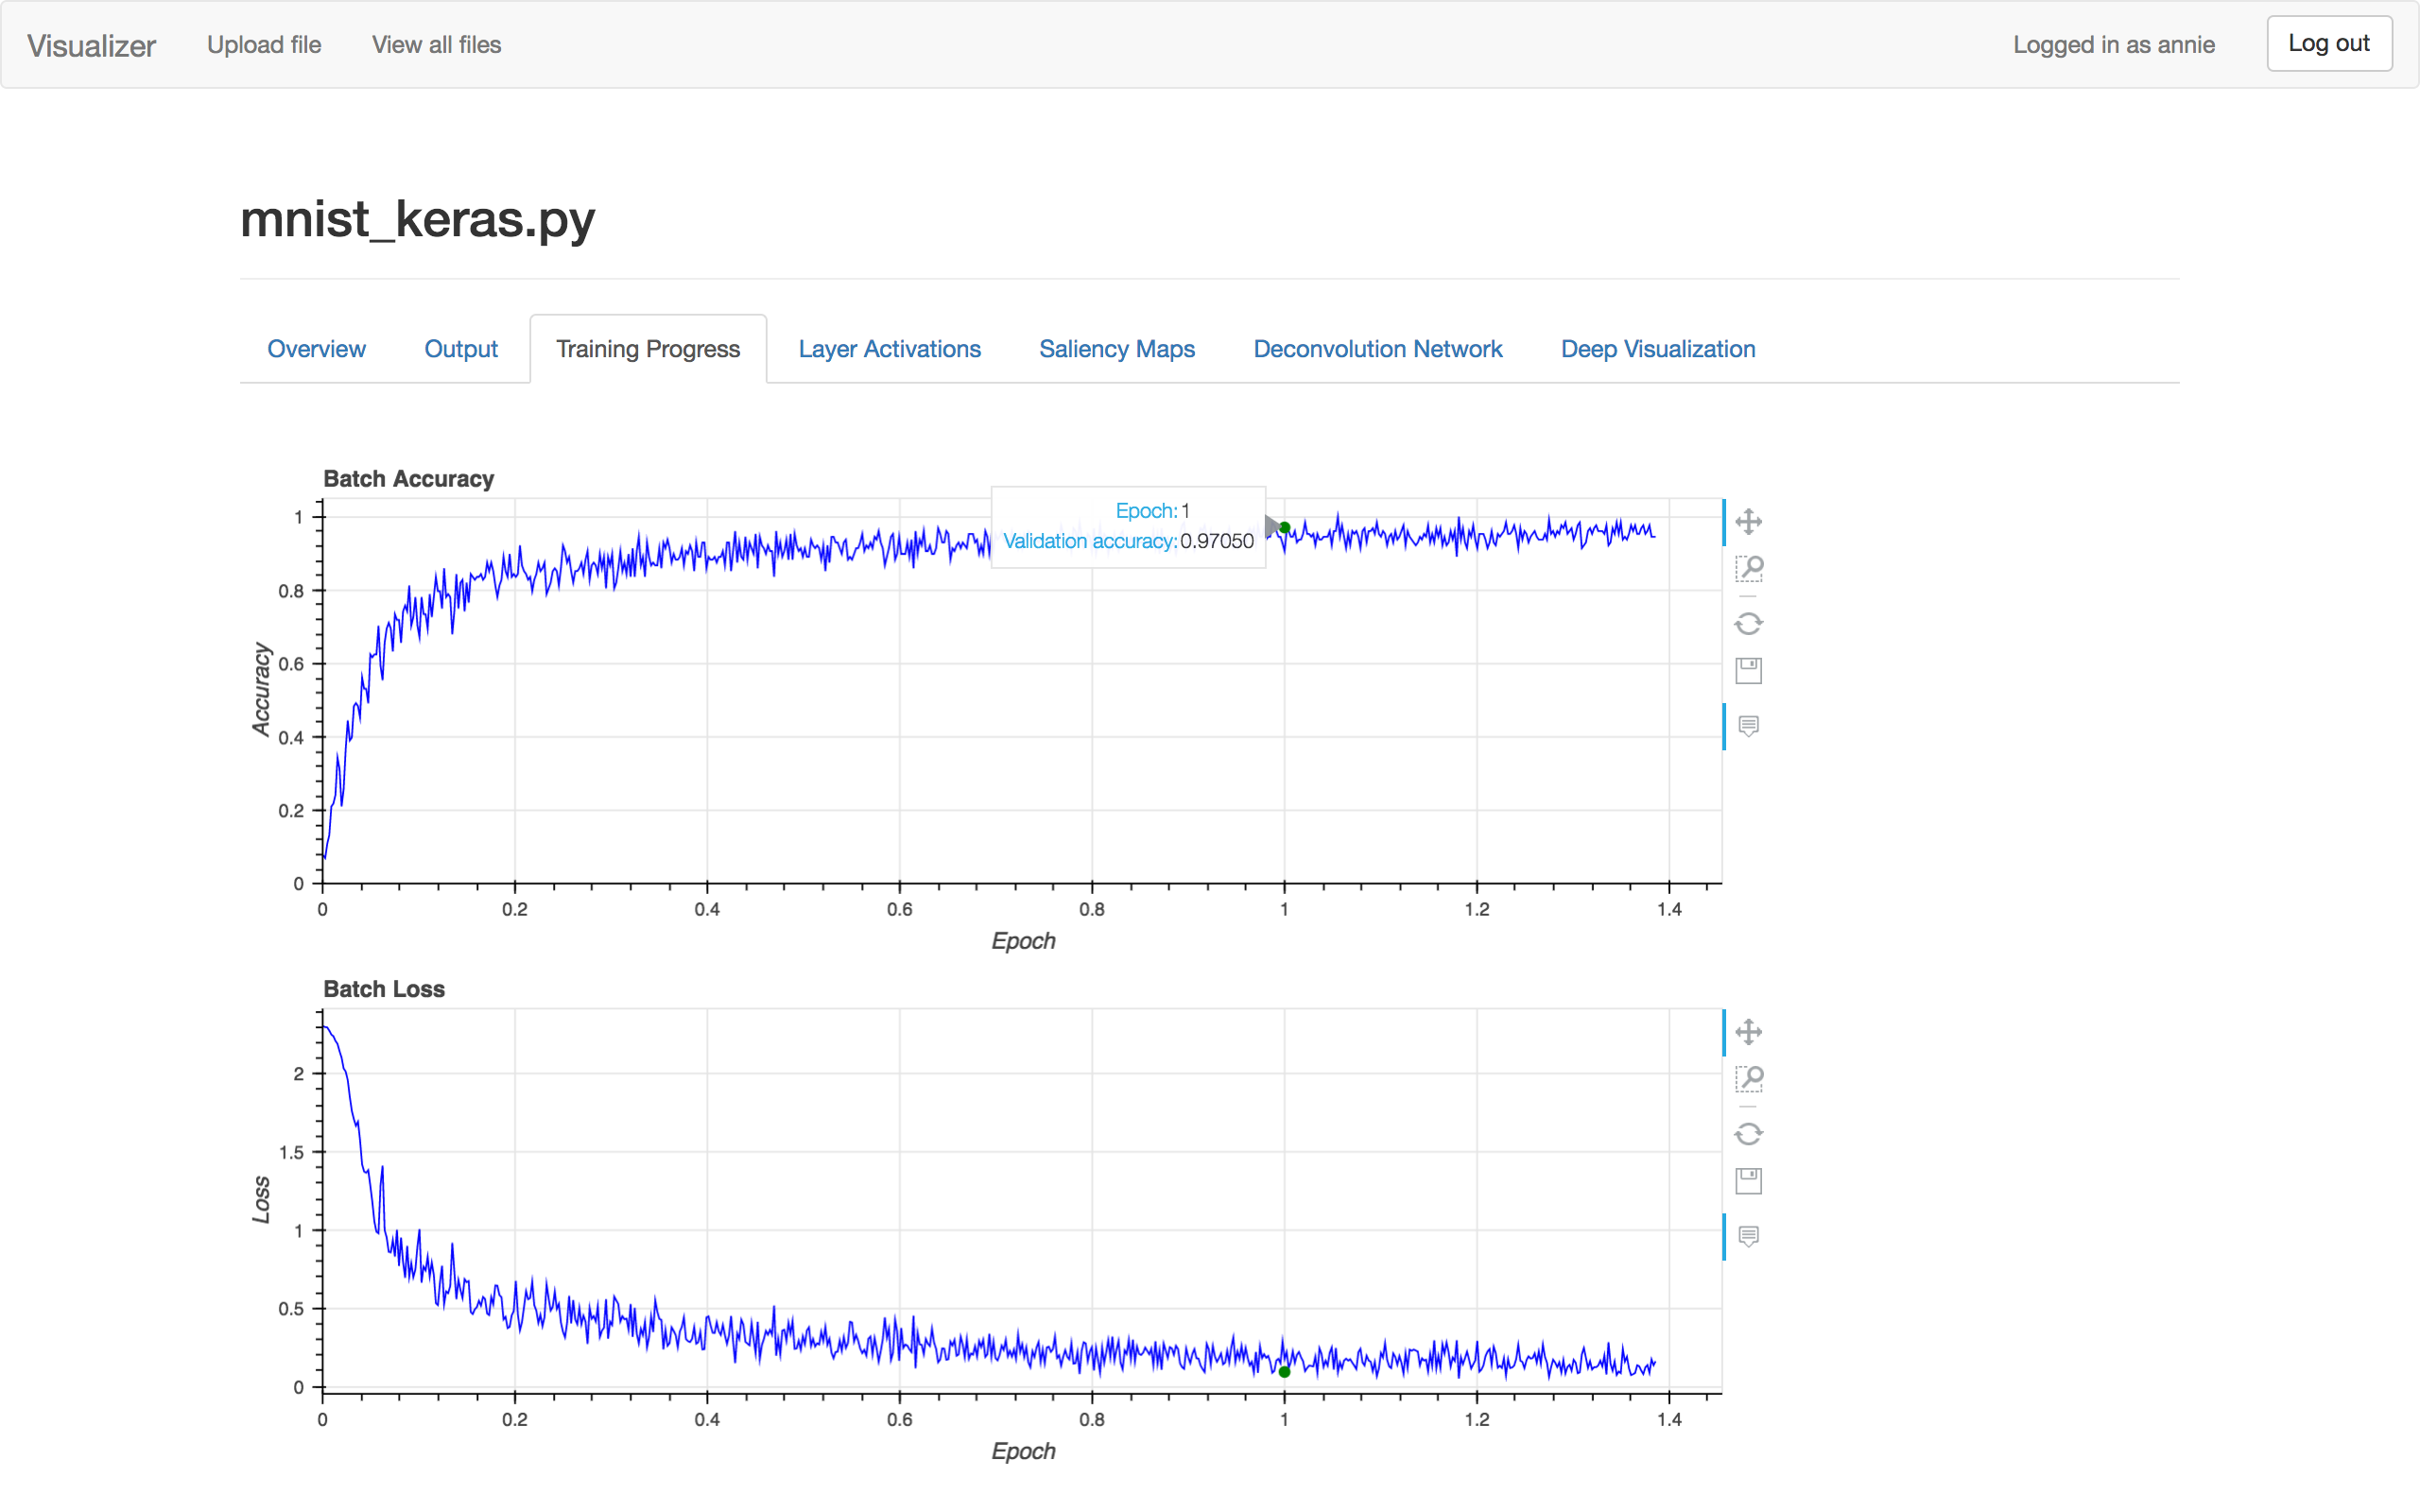 Visualizer Upload file View all files Logged in as annie Log out
mnist_keras.py
Overview Output Training Progress Layer Activations Saliency Maps Deconvolution Network Deep Visualization
Batch Accuracy
Epoch: 1
Validation accuracy: 0.97050
1
0.8
0.6
0.4
0.2
0
Accuracy
0 0.2 0.4 0.6 0.8 1 1.2 1.4
Epoch
Batch Loss
2
1.5
1
0.5
0
Loss
0 0.2 0.4 0.6 0.8 1 1.2 1.4
Epoch